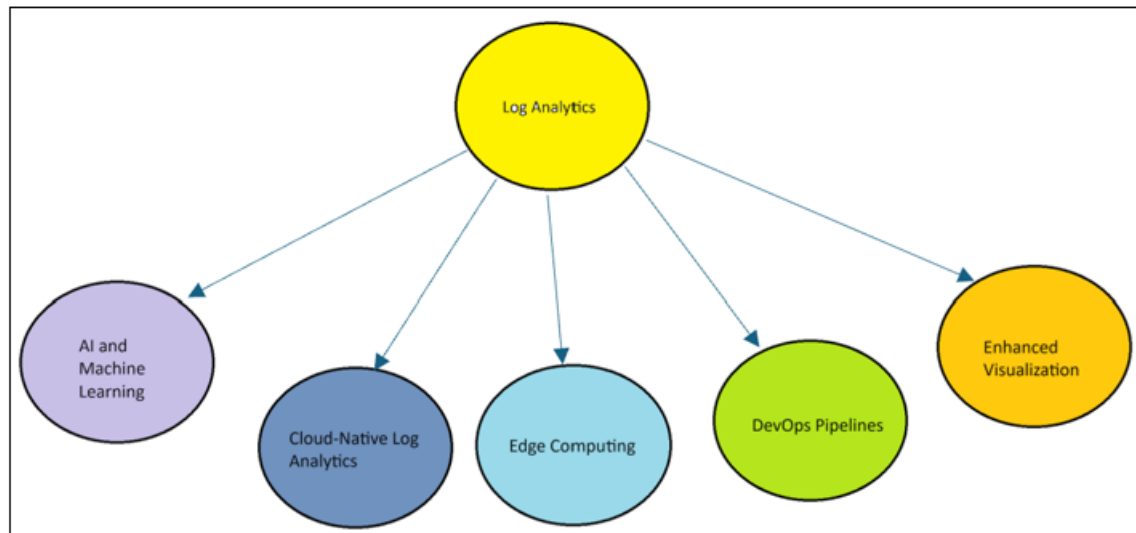 Log Analytics
AI and
Machine
Learning
Cloud-Native Log
Analytics
Edge Computing
DevOps Pipelines
Enhanced
Visualization